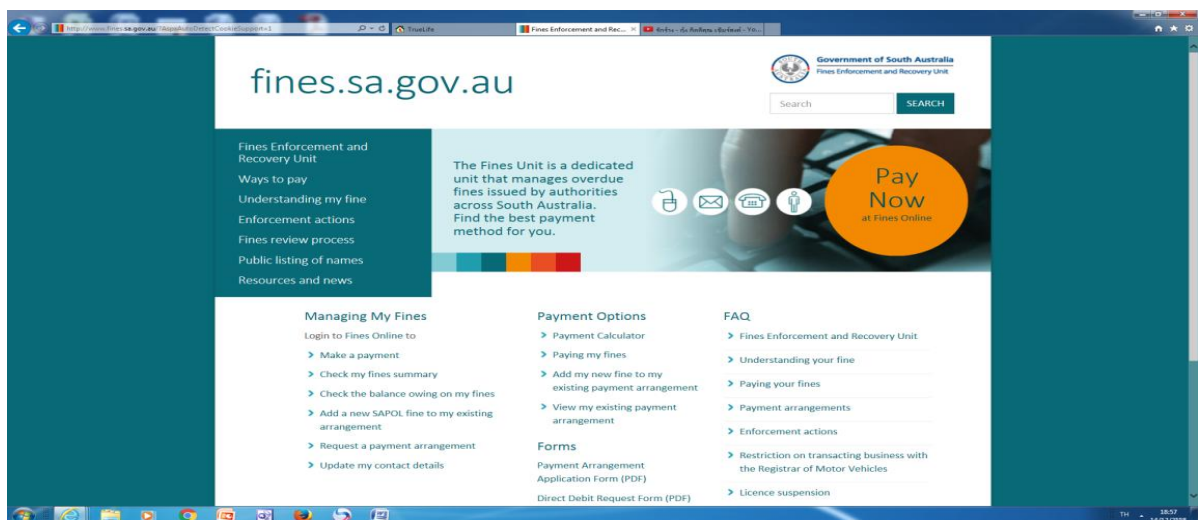 http://www.fines.sa.gov.au/?AspxAutoDetectCookieSupport=1
TrueLife
Fines Enforcement and Rec...
fines.sa.gov.au
Government of South Australia
Fines Enforcement and Recovery Unit
Search
SEARCH
Fines Enforcement and
Recovery Unit
Ways to pay
Understanding my fine
Enforcement actions
Fines review process
Public listing of names
Resources and news
The Fines Unit is a dedicated
unit that manages overdue
fines issued by authorities
across South Australia.
Find the best payment
method for you.
Pay
Now
at Fines Online
Managing My Fines
Login to Fines Online to
Make a payment
Check my fines summary
Check the balance owing on my fines
Add a new SAPOL fine to my existing
arrangement
Request a payment arrangement
Update my contact details
Payment Options
Payment Calculator
Paying my fines
Add my new fine to my
existing payment arrangement
View my existing payment
arrangement
Forms
Payment Arrangement
Application Form (PDF)
Direct Debit Request Form (PDF)
FAQ
Fines Enforcement and Recovery Unit
Understanding your fine
Paying your fines
Payment arrangements
Enforcement actions
Restriction on transacting business with
the Registrar of Motor Vehicles
Licence suspension
TH
18:57